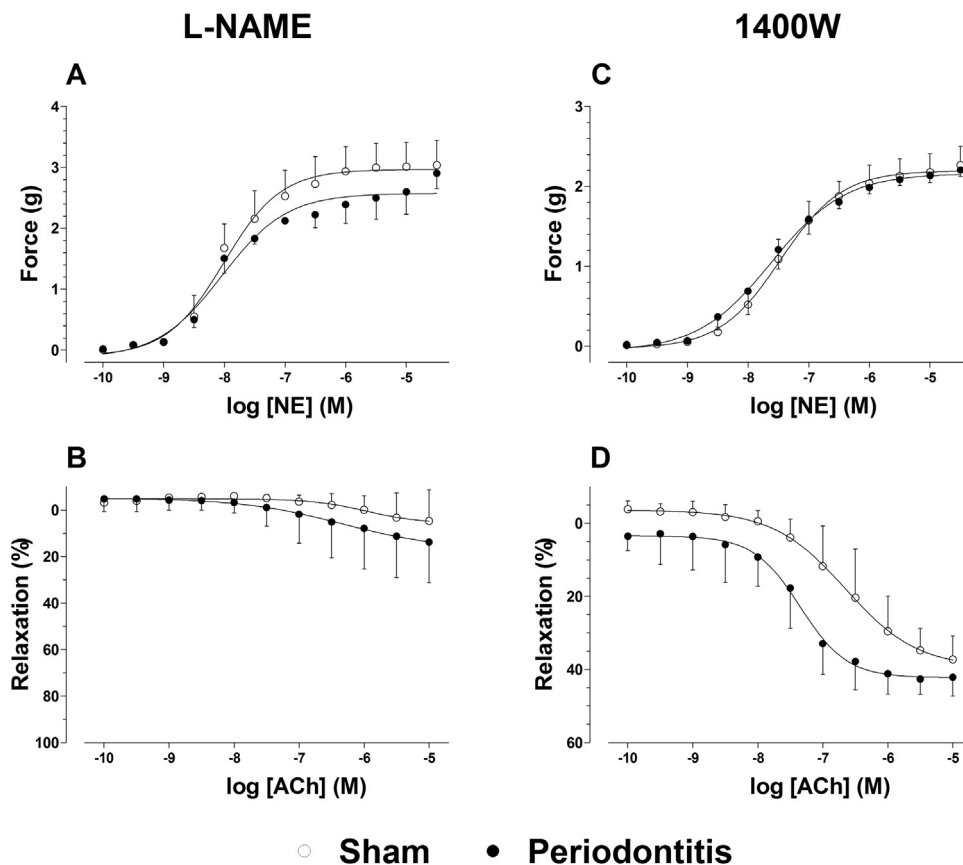 L-NAME
1400W
A
4
3
2
1
0
Force (g)
-10 -9 -8 -7 -6 -5
log [NE] (M)
C
3
2
1
0
Force (g)
-10 -9 -8 -7 -6 -5
log [NE] (M)
B
0
20
40
60
80
100
Relaxation (%)
-10 -9 -8 -7 -6 -5
log [ACh] (M)
D
0
20
40
60
Relaxation (%)
-10 -9 -8 -7 -6 -5
log [ACh] (M)
Sham Periodontitis